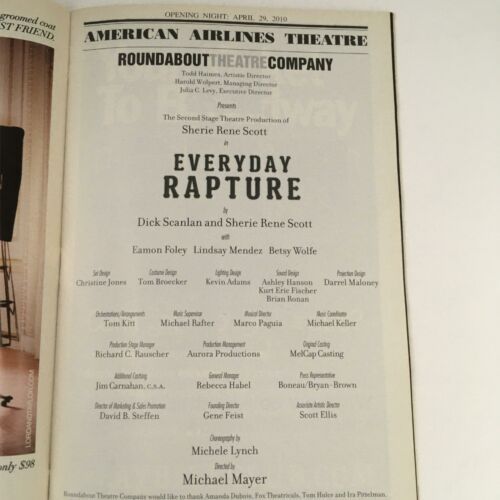 groomed coat
ST FRIEND.
OPENING NIGHT: APRIL 29, 2010
AMERICAN AIRLINES THEATRE
ROUNDABOUTTHEATRECOMPANY
Todd Haimes, Artistic Director
Harold Wolpert, Managing Director
Julia C. Levy, Executive Director
Presents
The Second Stage Theatre Production of
Sherie Rene Scott
in
EVERYDAY
RAPTURE
by
Dick Scanlan and Sherie Rene Scott
with
Eamon Foley Lindsay Mendez Betsy Wolfe
Set Design Costume Design Lighting Design Sound Design Projection Design
Christine Jones Tom Broecker Kevin Adams Ashley Hanson Darrel Maloney
Kurt Eric Fischer
Brian Ronan
Orchestrations/Arrangements Music Supervisor Musical Director Music Coordinator
Tom Kitt Michael Rafter Marco Paguia Michael Keller
Production Stage Manager Production Management Original Casting
Richard C. Rauscher Aurora Productions MelCap Casting
Additional Casting General Manager Press Representative
Jim Carnahan, C.S.A. Rebecca Habel Boneau/Bryan-Brown
Director of Marketing & Sales Promotion Founding Director Associate Artistic Director
David B. Steffen Gene Feist Scott Ellis
Choreography by
Michele Lynch
Directed by
Michael Mayer
Roundabout Theatre Company would like to thank Amanda Dubois, Fox Theatricals, Tom Hulce and Ira Pittelman.
LORDANDTAYLOR.COM
only $98